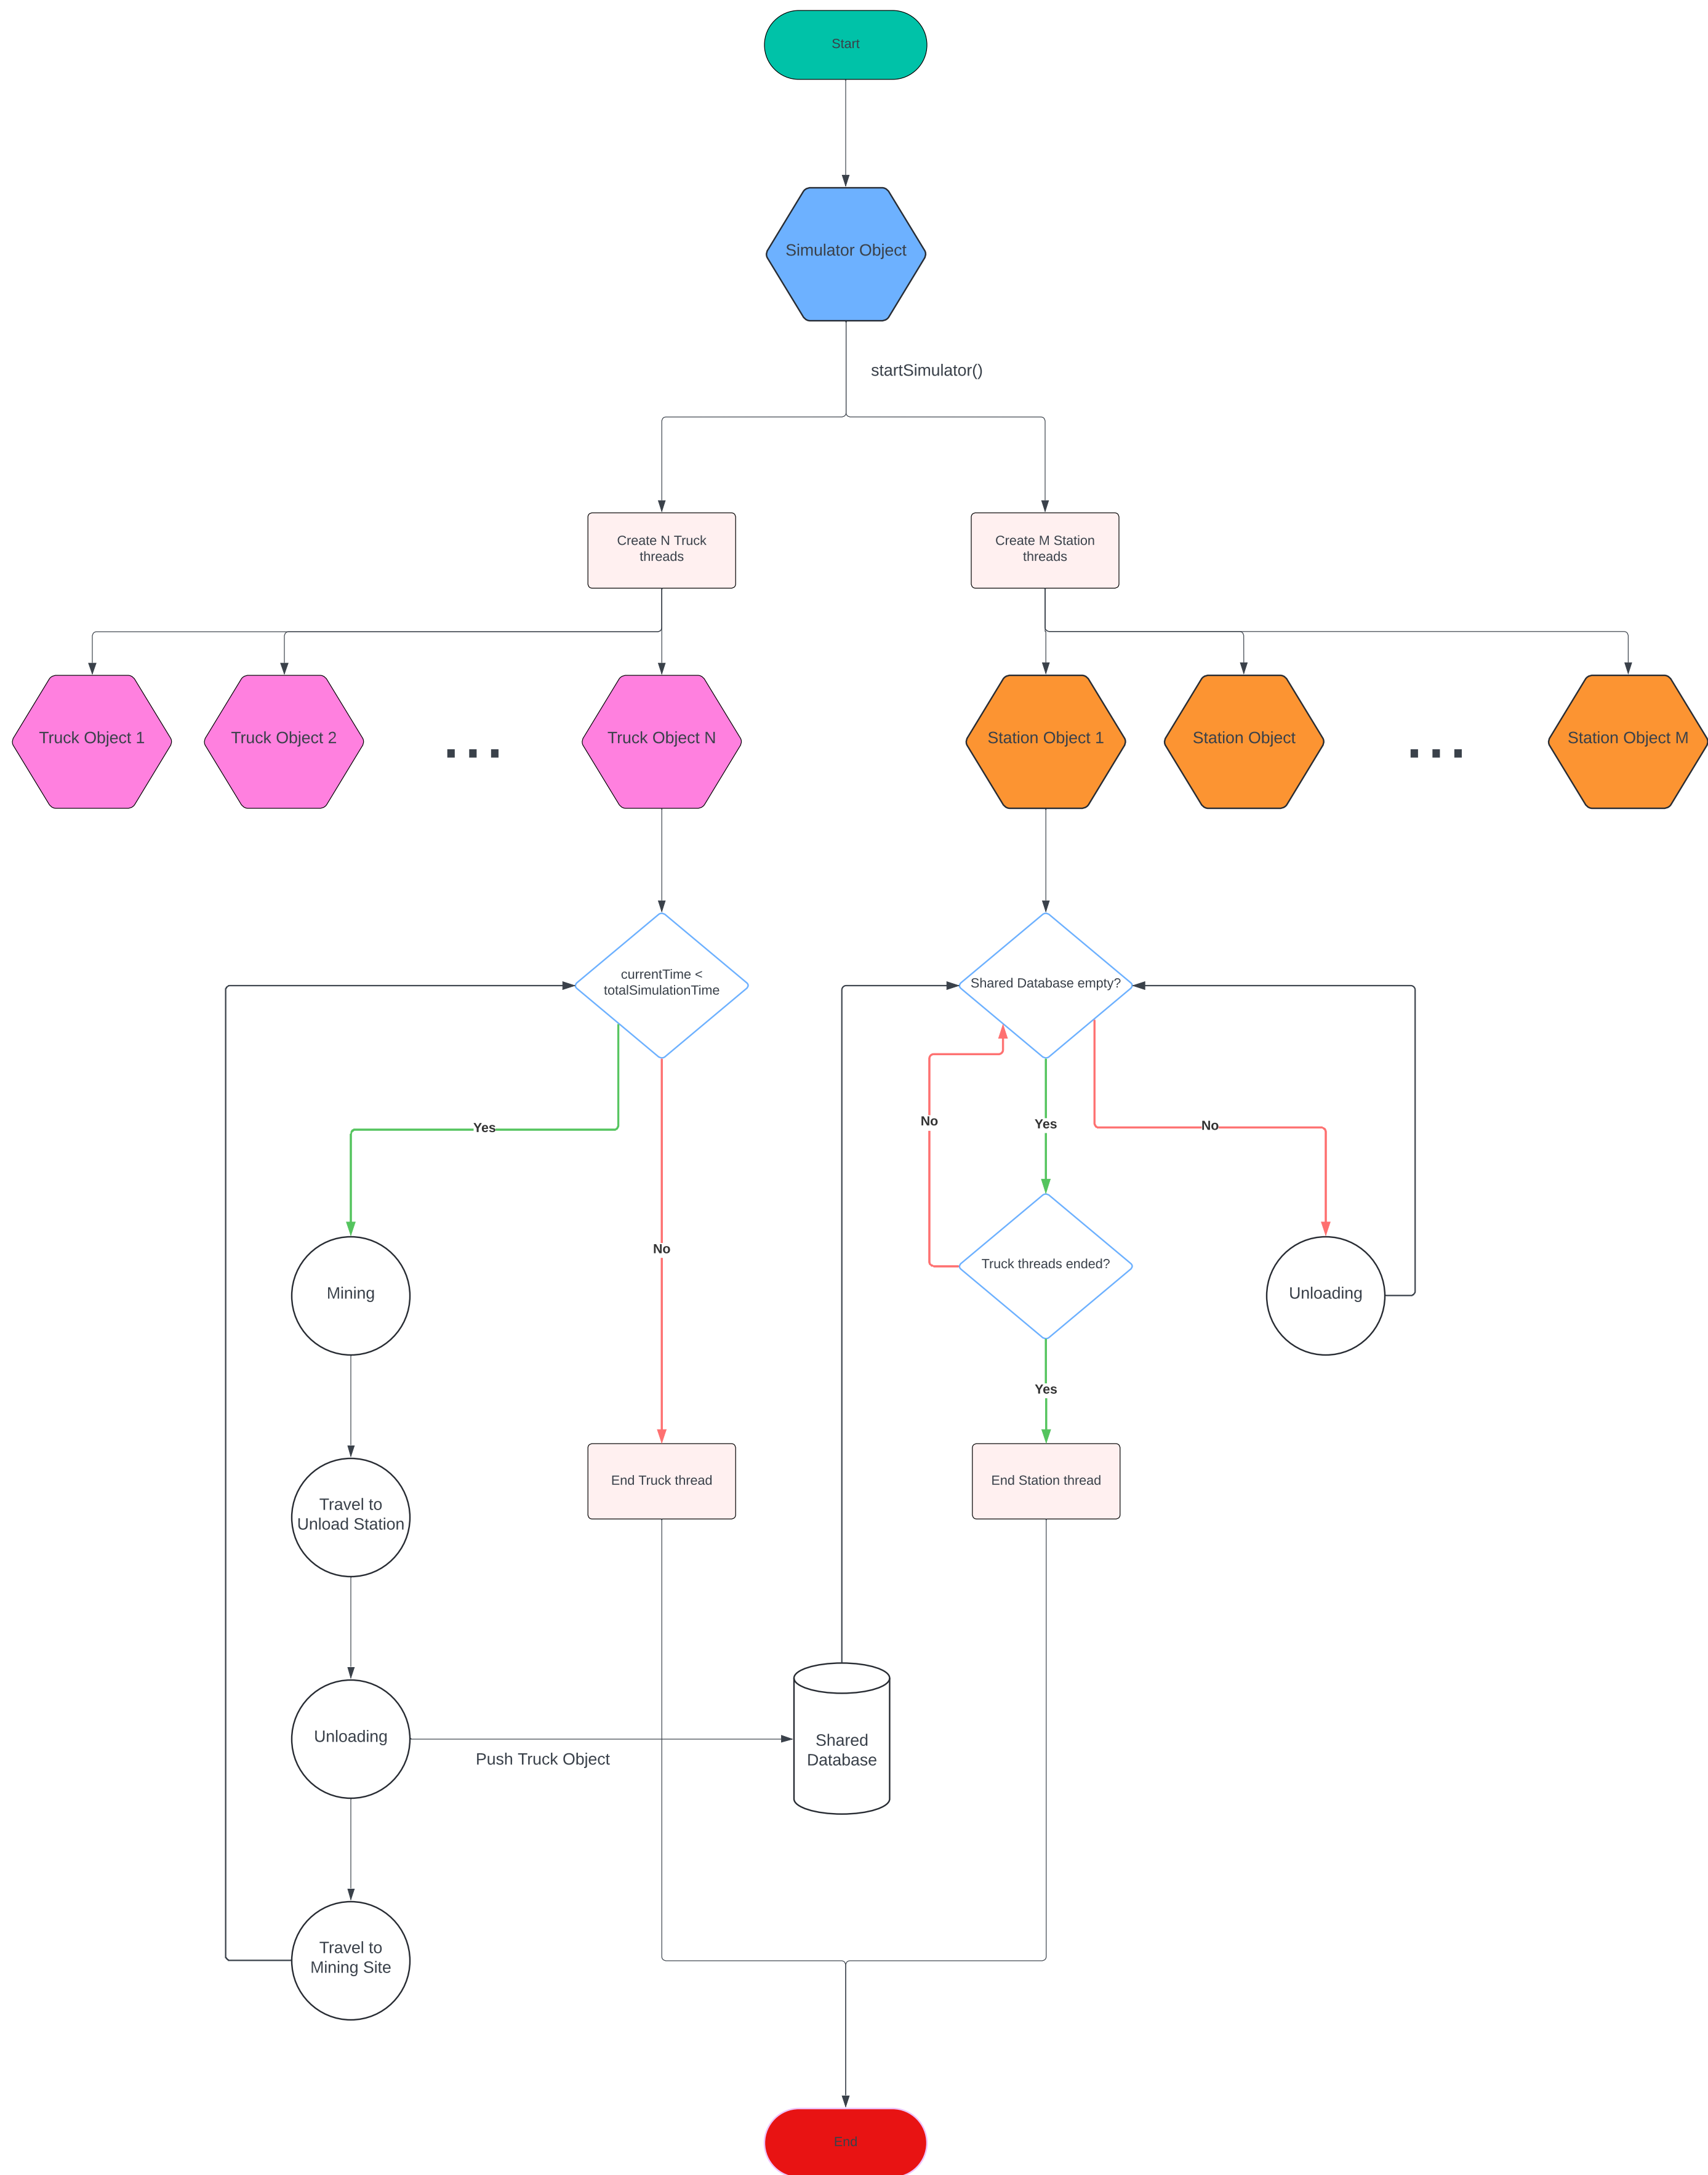 Start
Simulator Object
startSimulator()
Create N Truck
threads
Create M Station
threads
Truck Object 1
Truck Object 2
...
Truck Object N
Station Object 1
Station Object
...
Station Object M
currentTime <
totalSimulationTime
Shared Database empty?
Yes
No
Yes
No
No
Mining
Truck threads ended?
Unloading
Yes
End Truck thread
End Station thread
Travel to
Unload Station
Unloading
Push Truck Object
Shared
Database
Travel to
Mining Site
End